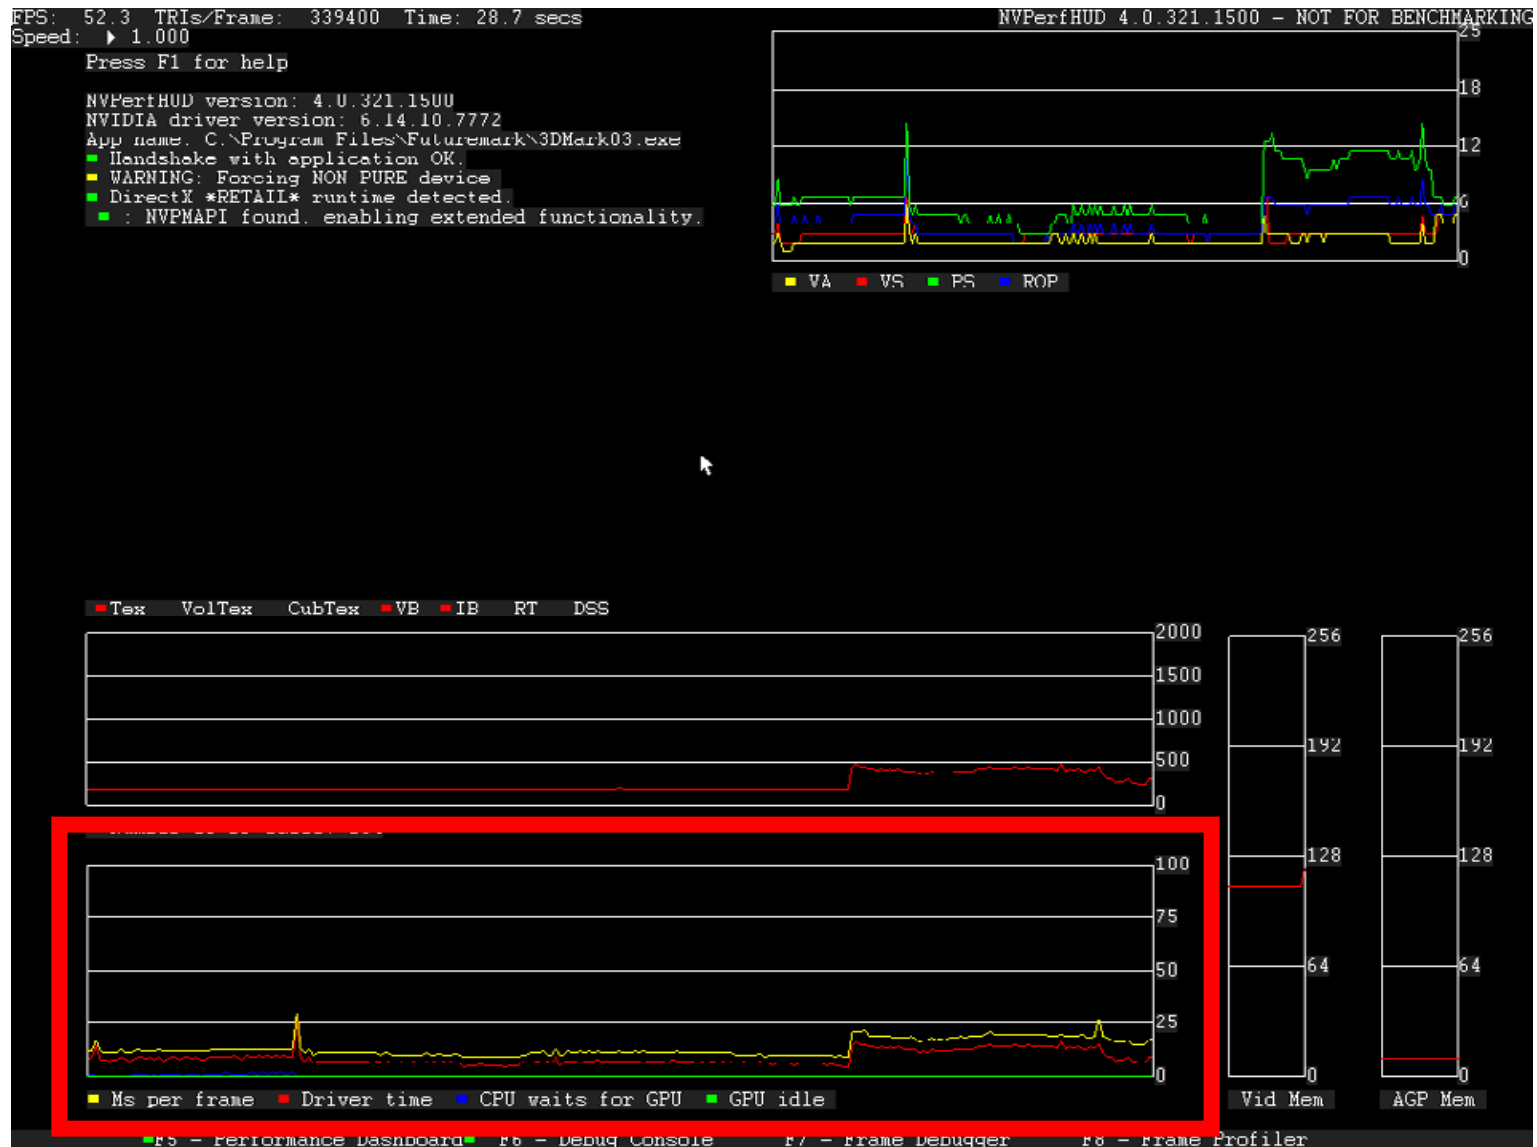 FPS: 52.3 TRIs/Frame: 339400 Time: 28.7 secs
NVPerfHUD 4.0.321.1500 – NOT FOR BENCHMARKING
Speed: 1.000
Press F1 for help
NVPerfHUD version: 4.0.321.1500
NVIDIA driver version: 6.14.10.7772
App name: C:\Program Files\Futuremark\3DMark03.exe
Handshake with application OK.
WARNING: Forcing NON PURE device
DirectX *RETAIL* runtime detected.
: NVPMAPI found. enabling extended functionality.
25
18
12
6
0
VA VS PS ROP
Tex VolTex CubTex VB IB RT DSS
2000
1500
1000
500
0
100
75
50
25
0
Ms per frame Driver time CPU waits for GPU GPU idle
256
192
128
64
0
Vid Mem
256
192
128
64
0
AGP Mem
F5 – Performance Dashboard F6 – Debug Console F7 – Frame Debugger F8 – Frame Profiler